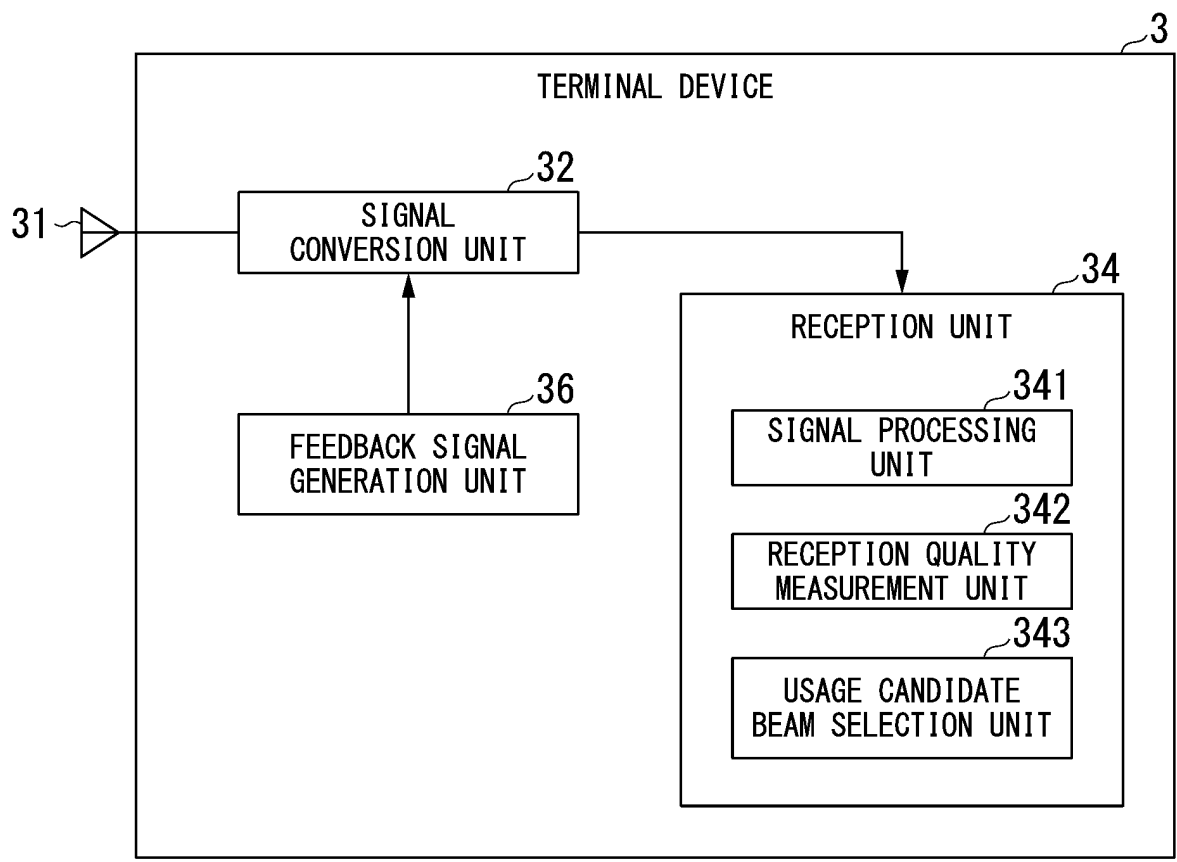 3
TERMINAL DEVICE
32
31
SIGNAL
CONVERSION UNIT
34
RECEPTION UNIT
36
FEEDBACK SIGNAL
GENERATION UNIT
341
SIGNAL PROCESSING
UNIT
342
RECEPTION QUALITY
MEASUREMENT UNIT
343
USAGE CANDIDATE
BEAM SELECTION UNIT